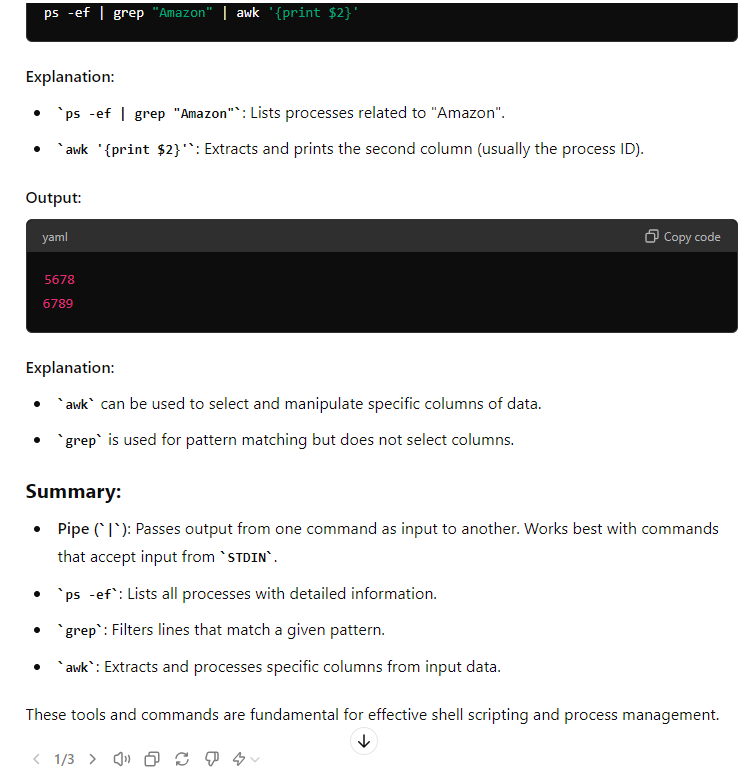 ps -ef | grep "Amazon" | awk '{print $2}'
Explanation:
`ps -ef | grep "Amazon"`: Lists processes related to "Amazon".
`awk '{print $2}'`: Extracts and prints the second column (usually the process ID).
Output:
yaml Copy code
5678
6789
Explanation:
`awk` can be used to select and manipulate specific columns of data.
`grep` is used for pattern matching but does not select columns.
Summary:
Pipe (`|`): Passes output from one command as input to another. Works best with commands
that accept input from `STDIN`.
`ps -ef`: Lists all processes with detailed information.
`grep`: Filters lines that match a given pattern.
`awk`: Extracts and processes specific columns from input data.
These tools and commands are fundamental for effective shell scripting and process management.
1/3